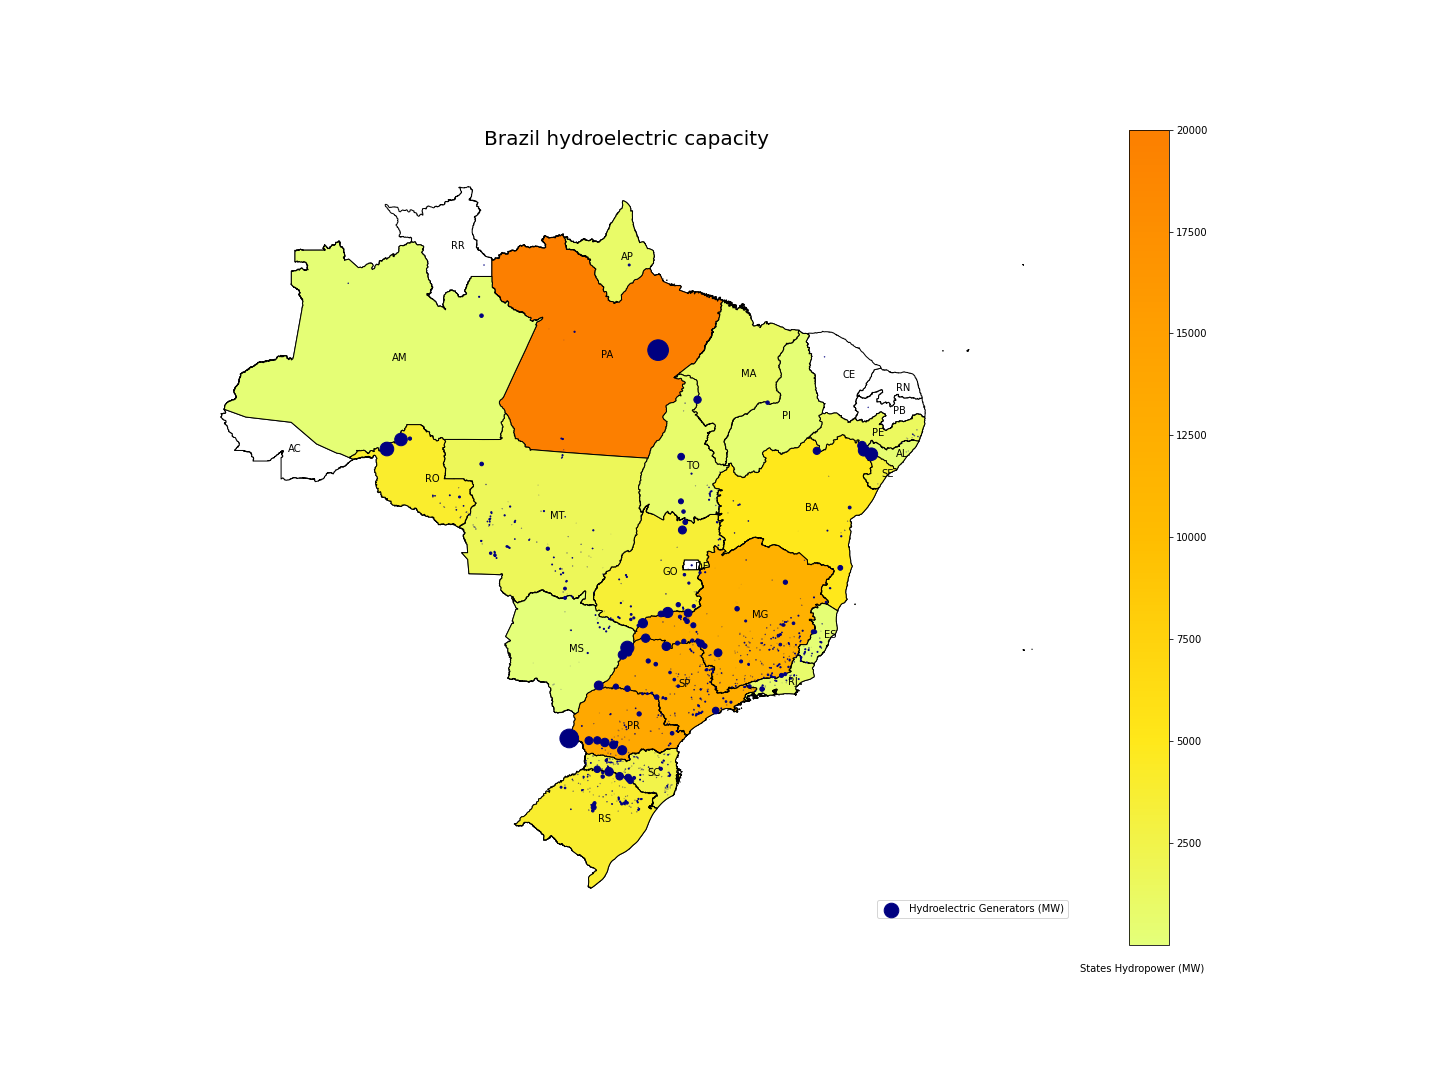 Brazil hydroelectric capacity
20000
17500
15000
12500
10000
7500
5000
2500
RR
AP
AM
PA
MA
CE
RN
PB
PI
PE
AL
SE
AC
RO
TO
BA
MT
GO
DF
MG
ES
MS
SP
RJ
PR
SC
RS
Hydroelectric Generators (MW)
States Hydropower (MW)